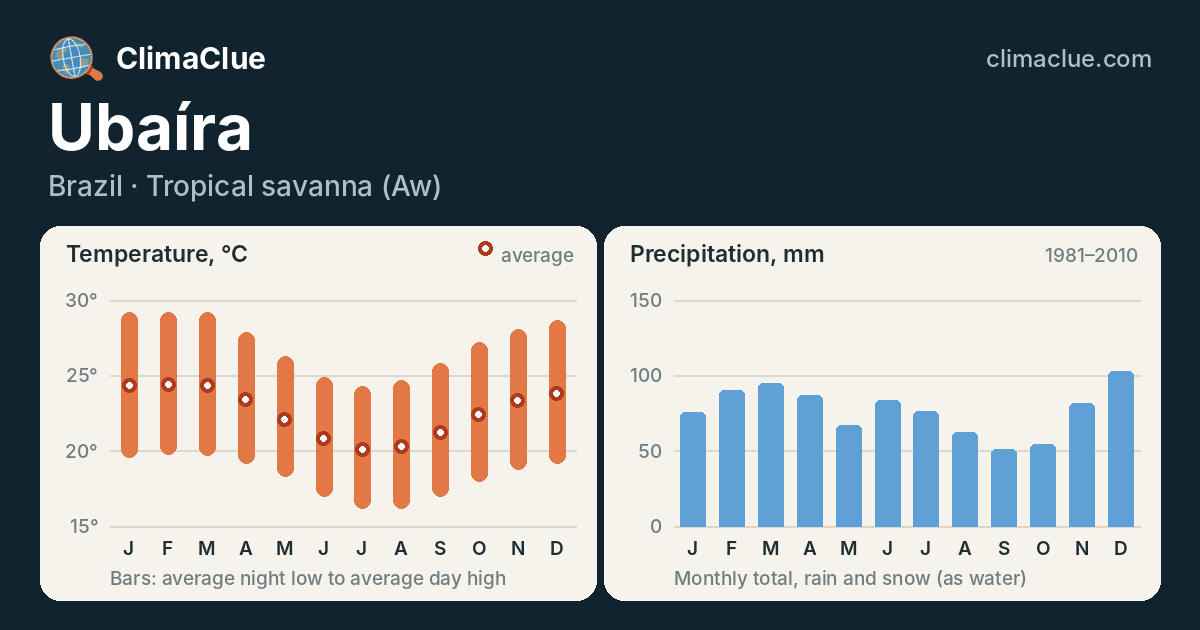 ClimaClue
climaclue.com
Ubaíra
Brazil · Tropical savanna (Aw)
Temperature, °C
average
30°
25°
20°
15°
J F M A M J J A S O N D
Bars: average night low to average day high
Precipitation, mm
1981–2010
150
100
50
0
J F M A M J J A S O N D
Monthly total, rain and snow (as water)